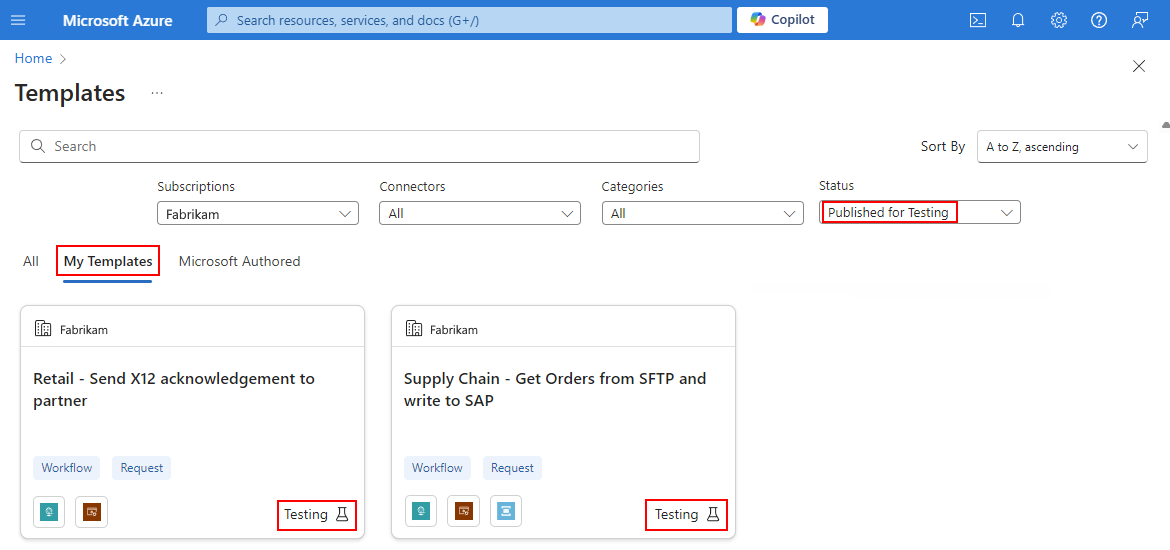 Microsoft Azure
Search resources, services, and docs (G+/)
Copilot
Home
Templates
...
Search
Sort By
A to Z, ascending
Subscriptions
Connectors
Categories
Status
Fabrikam
All
All
Published for Testing
All
My Templates
Microsoft Authored
Fabrikam
Retail - Send X12 acknowledgement to
partner
Workflow
Request
Testing
Fabrikam
Supply Chain - Get Orders from SFTP and
write to SAP
Workflow
Request
Testing